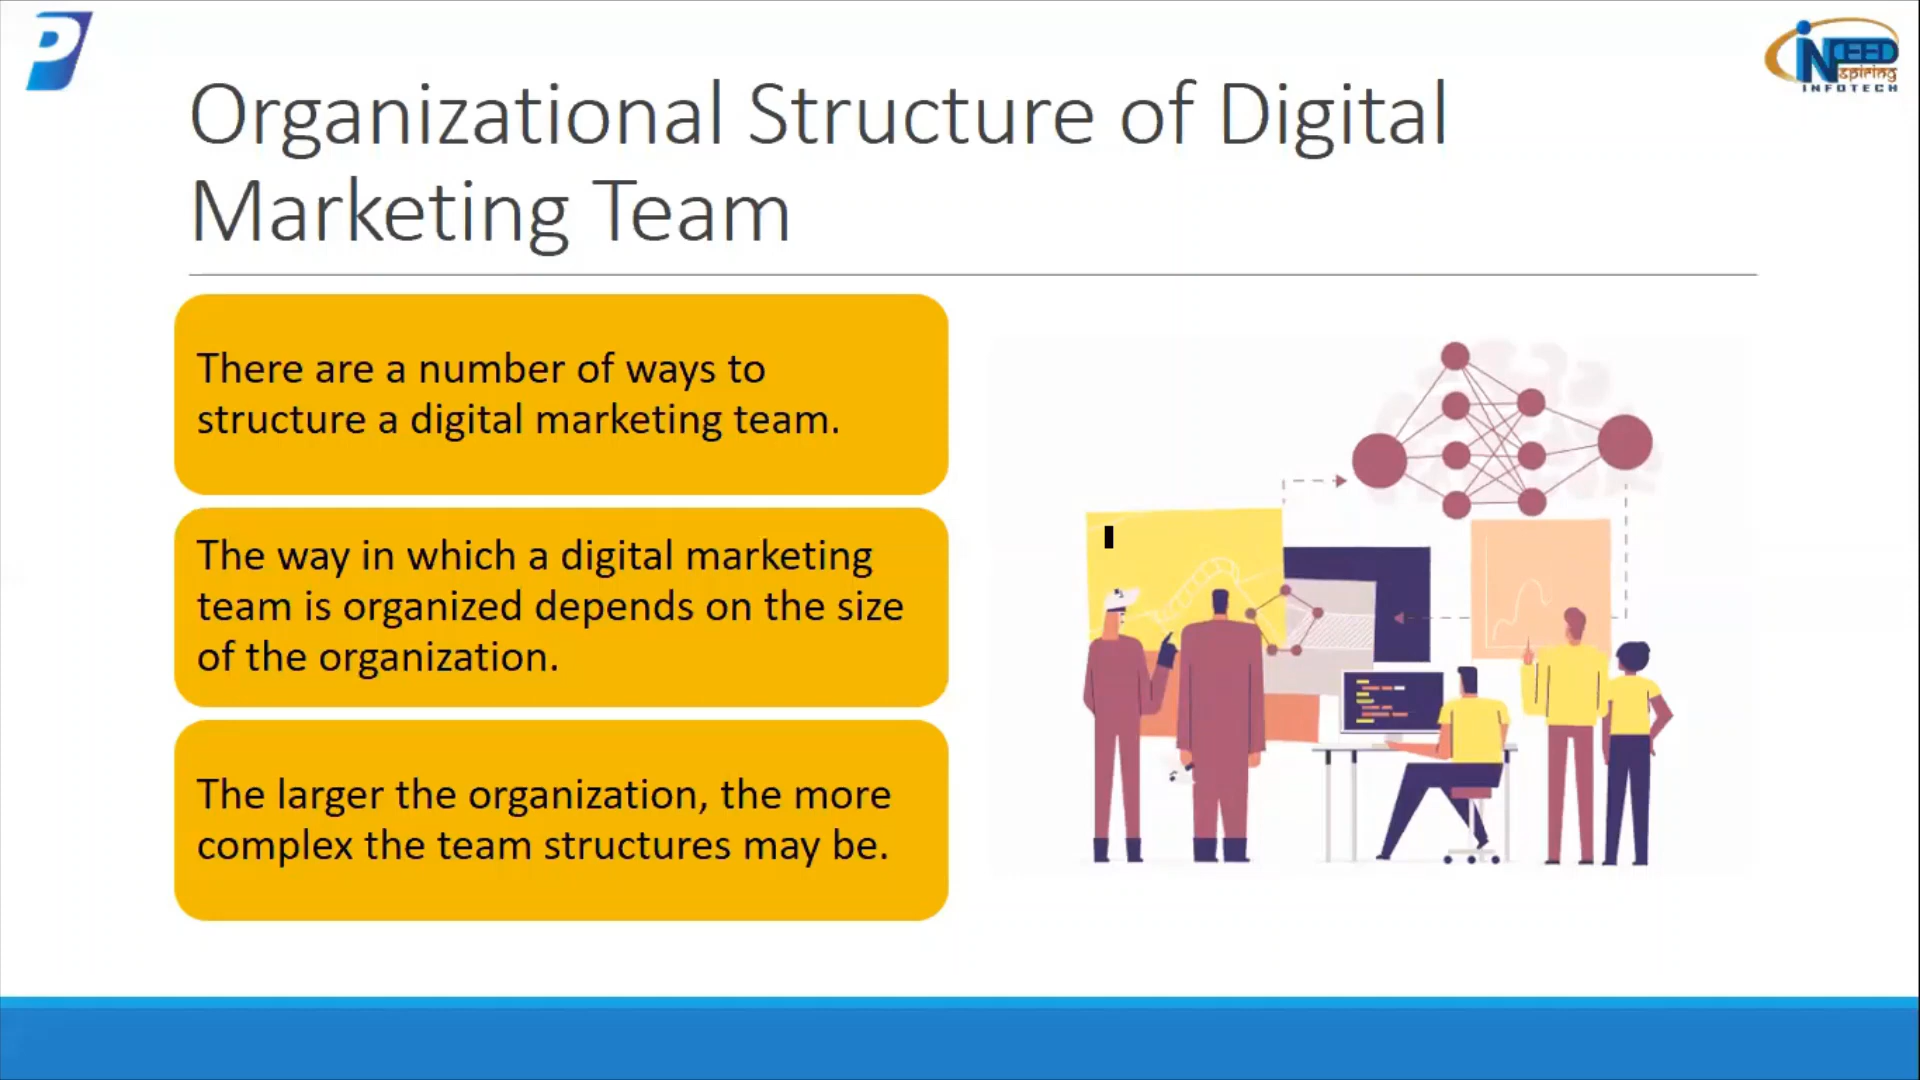 P
iNEED
nspiring
INFOTECH
Organizational Structure of Digital
Marketing Team
There are a number of ways to
structure a digital marketing team.
The way in which a digital marketing
team is organized depends on the size
of the organization.
The larger the organization, the more
complex the team structures may be.